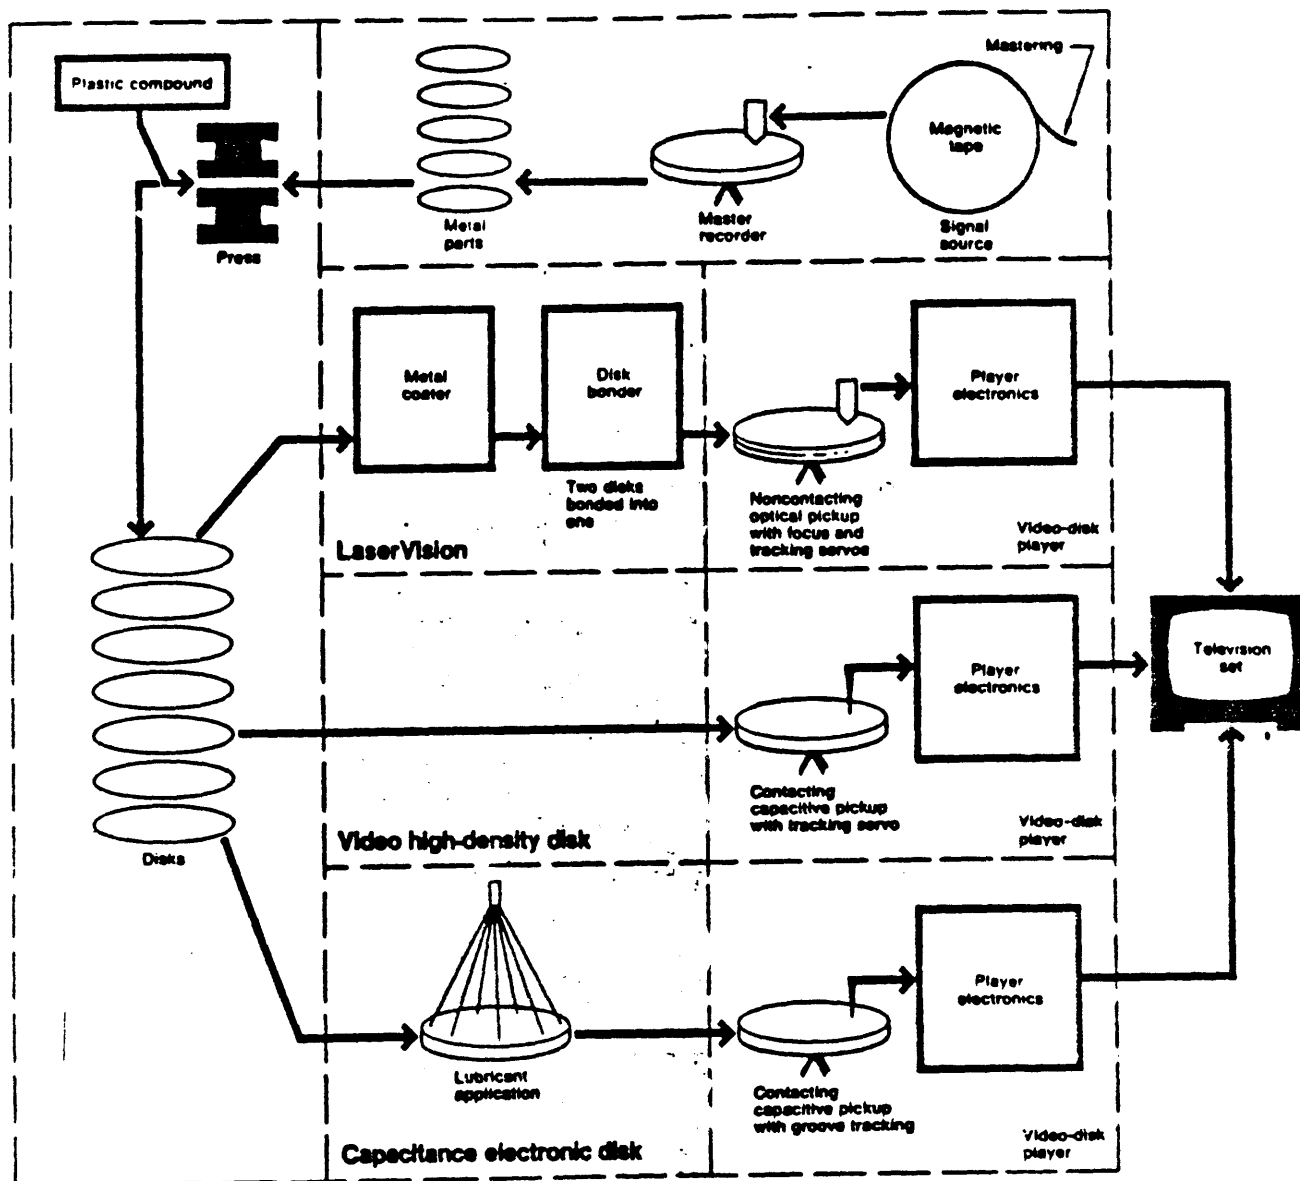 Mastering
Plastic compound
Magnetic
tape
Press
Metal
parts
Master
recorder
Signal
source
Metal
coater
Disk
bonder
Player
electronics
Two disks
bonded into
one
Noncontacting
optical pickup
with focus and
tracking servos
Video-disk
player
LaserVision
Television
set
Player
electronics
Contacting
capacitive pickup
with tracking servo
Video-disk
player
Video high-density disk
Disks
Player
electronics
Lubricant
application
Contacting
capacitive pickup
with groove tracking
Video-disk
player
Capacitance electronic disk